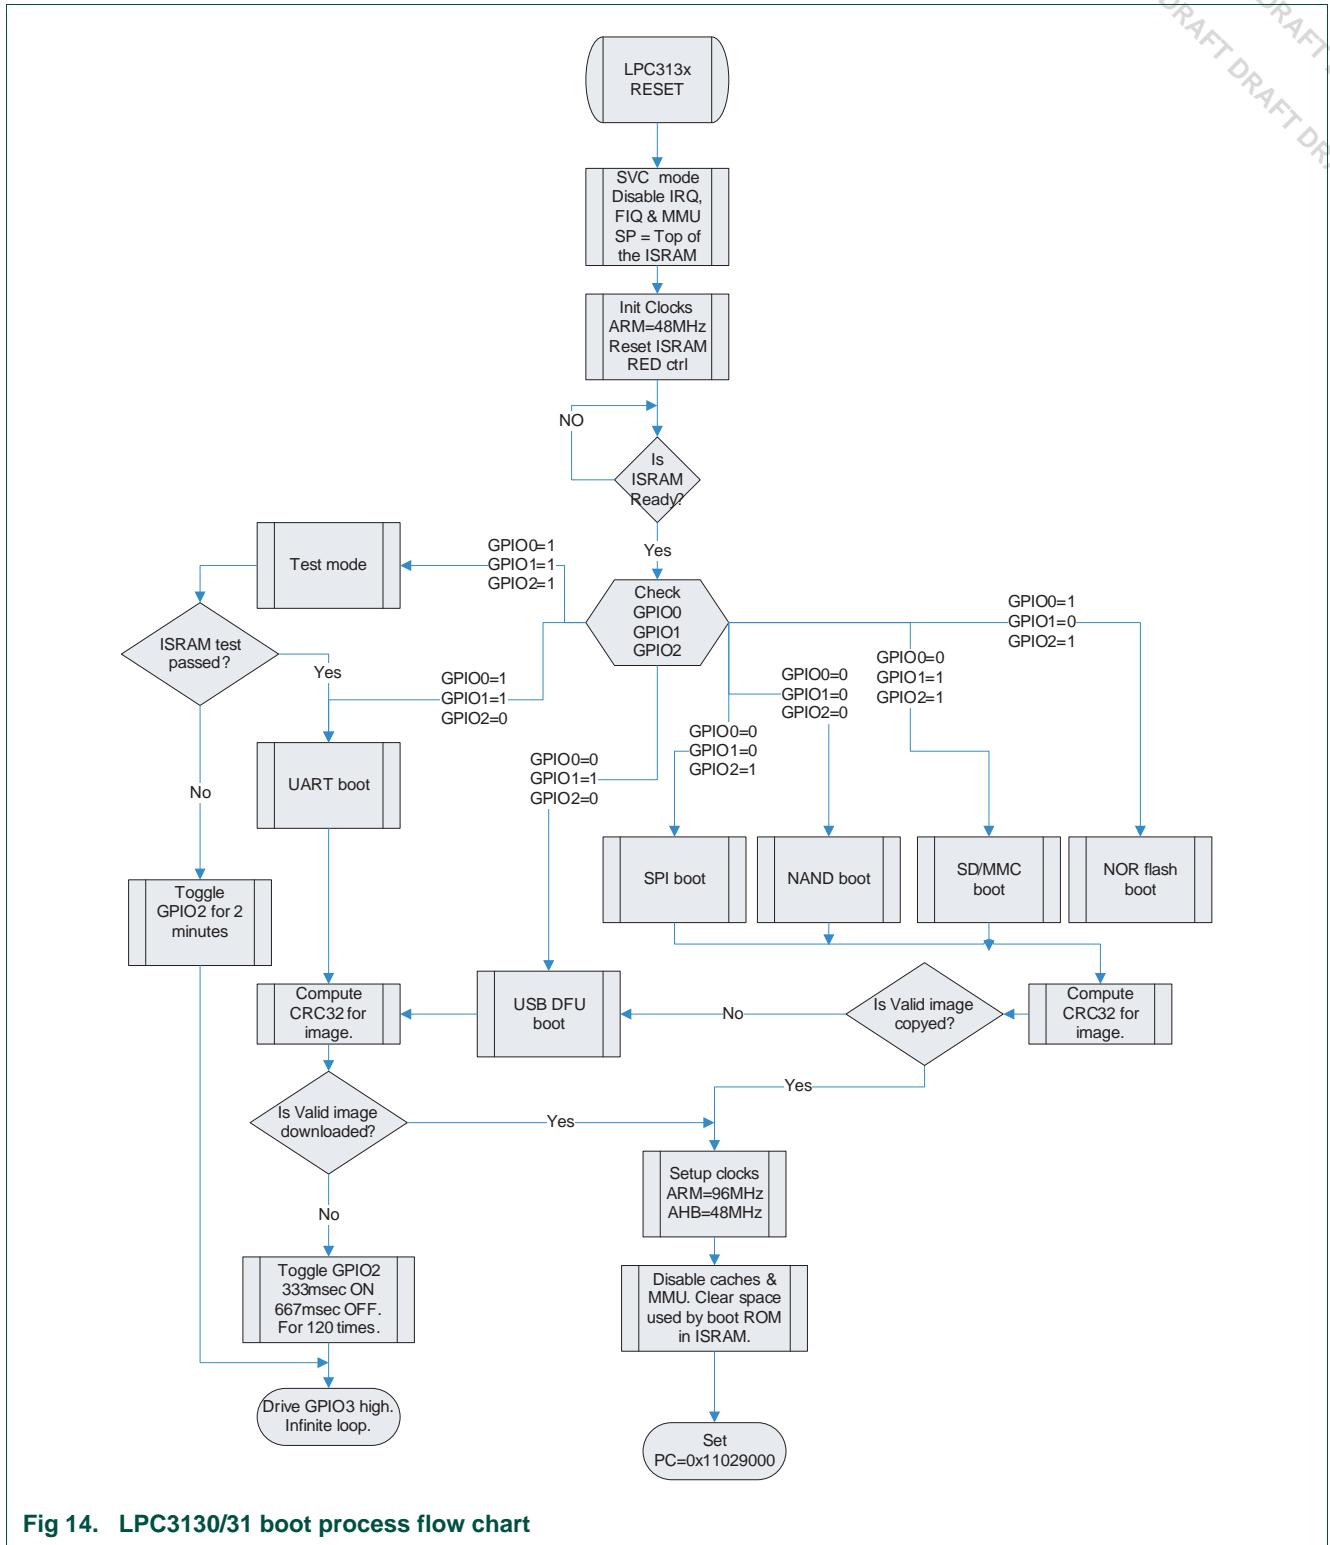 DRAFT DRAFT DRA
DRAFT DRAFT D
LPC313x
RESET
SVC mode
Disable IRQ,
FIQ & MMU
SP = Top of
the ISRAM
Init Clocks
ARM=48MHz
Reset ISRAM
RED ctrl
NO
Is
ISRAM
Ready?
Yes
Test mode
GPIO0=1
GPIO1=1
GPIO2=1
Check
GPIO0
GPIO1
GPIO2
GPIO0=1
GPIO1=0
GPIO2=1
ISRAM test
passed?
Yes
GPIO0=1
GPIO1=1
GPIO2=0
GPIO0=0
GPIO1=0
GPIO2=0
GPIO0=0
GPIO1=1
GPIO2=1
GPIO0=0
GPIO1=0
GPIO2=1
GPIO0=0
GPIO1=1
GPIO2=0
No
UART boot
SPI boot
NAND boot
SD/MMC
boot
NOR flash
boot
Toggle
GPIO2 for 2
minutes
Compute
CRC32 for
image.
USB DFU
boot
No
Is Valid image
copyed?
Compute
CRC32 for
image.
Yes
Is Valid image
downloaded?
Yes
Setup clocks
ARM=96MHz
AHB=48MHz
No
Toggle GPIO2
333msec ON
667msec OFF.
For 120 times.
Disable caches &
MMU. Clear space
used by boot ROM
in ISRAM.
Drive GPIO3 high.
Infinite loop.
Set
PC=0x11029000
Fig 14. LPC3130/31 boot process flow chart